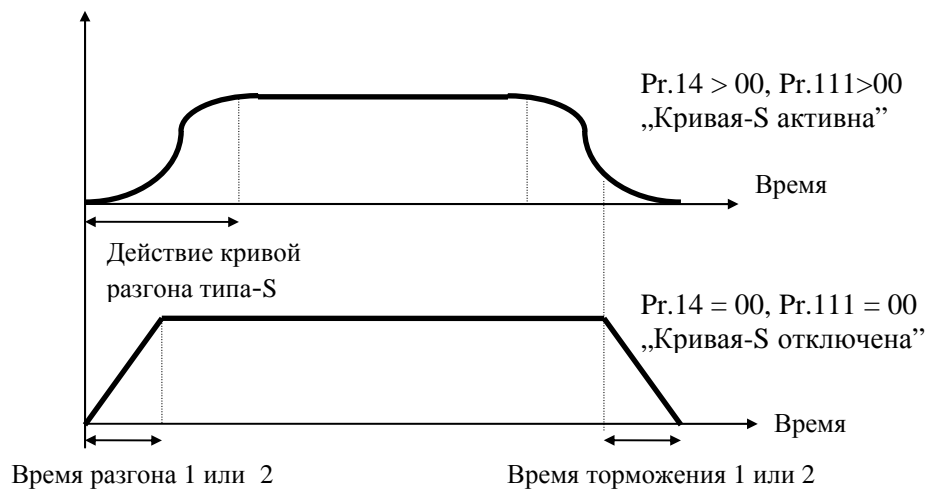 Pr.14 > 00, Pr.111>00
„Кривая-S активна”
Время
Действие кривой
разгона типа-S
Pr.14 = 00, Pr.111 = 00
„Кривая-S отключена”
Время
Время разгона 1 или 2
Время торможения 1 или 2